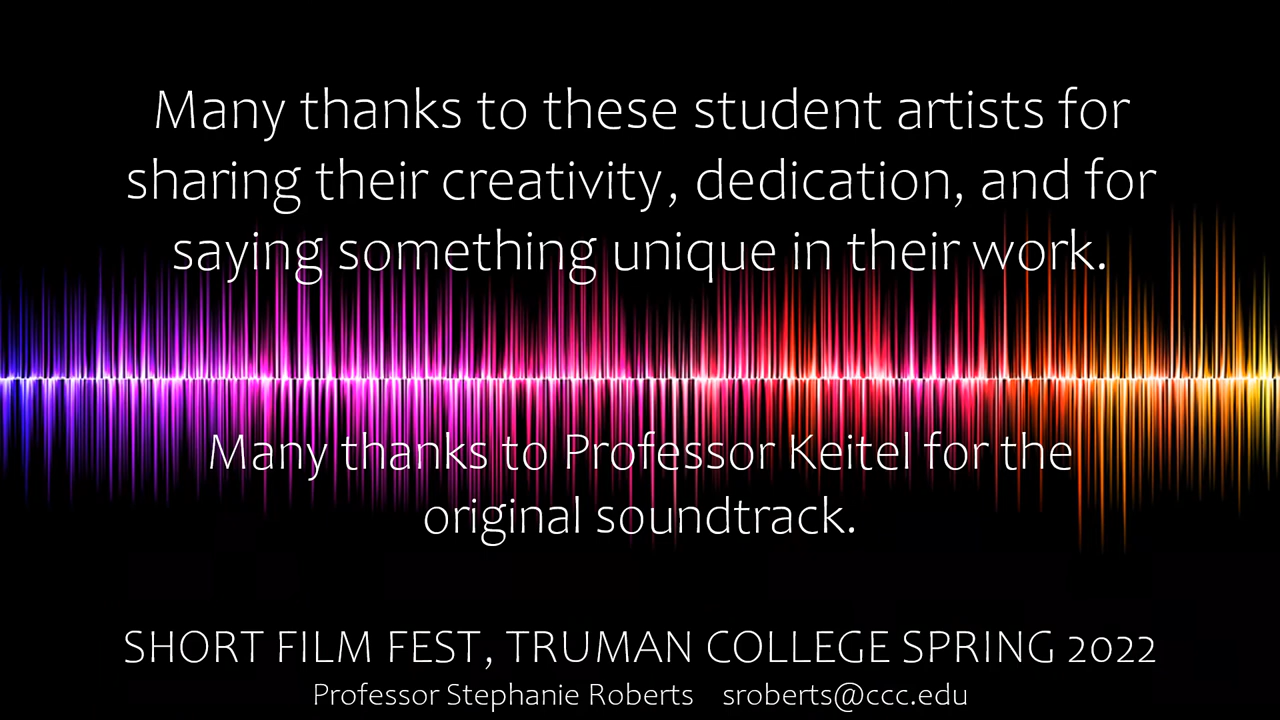 Many thanks to these student artists for
sharing their creativity, dedication, and for
saying something unique in their work.
Many thanks to Professor Keitel for the
original soundtrack.
SHORT FILM FEST, TRUMAN COLLEGE SPRING 2022
Professor Stephanie Roberts sroberts@ccc.edu